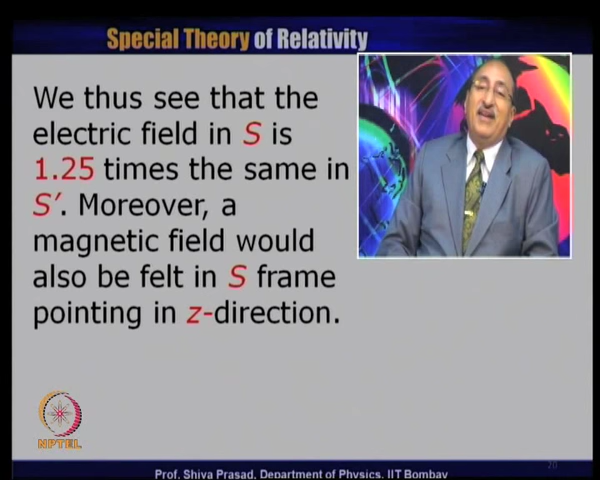 Special Theory of Relativity
We thus see that the
electric field in S is
1.25 times the same in
S′. Moreover, a
magnetic field would
also be felt in S frame
pointing in z-direction.
NPTEL
20
Prof. Shiva Prasad, Department of Physics, IIT Bombay